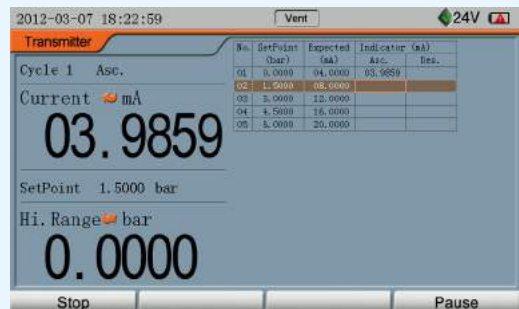 2012-03-07 18:22:59 Vent 24V
Transmitter
Cycle 1 Asc.
Current mA
03.9859
SetPoint 1.5000 bar
Hi.Range bar
0.0000
No. SetPoint Expected Indicator (mA)
(bar) (mA) Asc. Des.
01 0.0000 04.0000 03.9859
02 1.5000 08.0000
03 3.0000 12.0000
04 4.5000 16.0000
05 6.0000 20.0000
Stop Pause